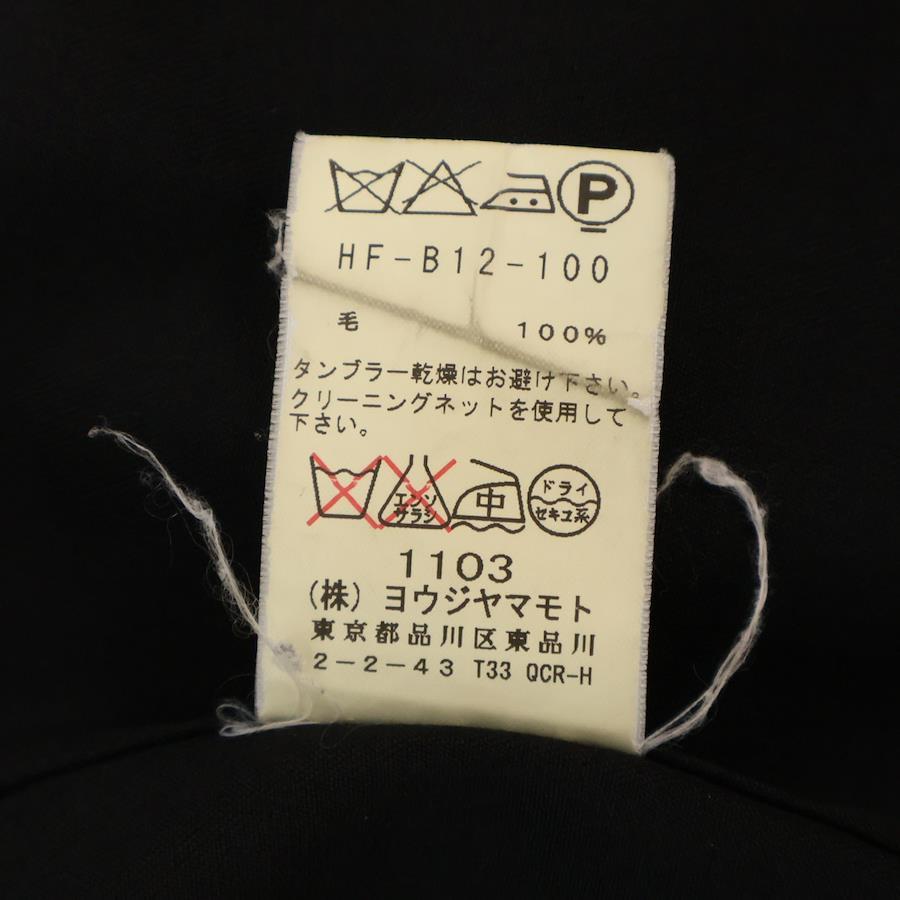 P
HF-B12-100
毛 100%
タンブラー乾燥はお避け下さい。
クリーニングネットを使用して
下さい。
エンソ
サラシ
中
ドライ
セキユ系
1103
(株) ヨウジヤマモト
東京都品川区東品川
2-2-43 T33 QCR-H